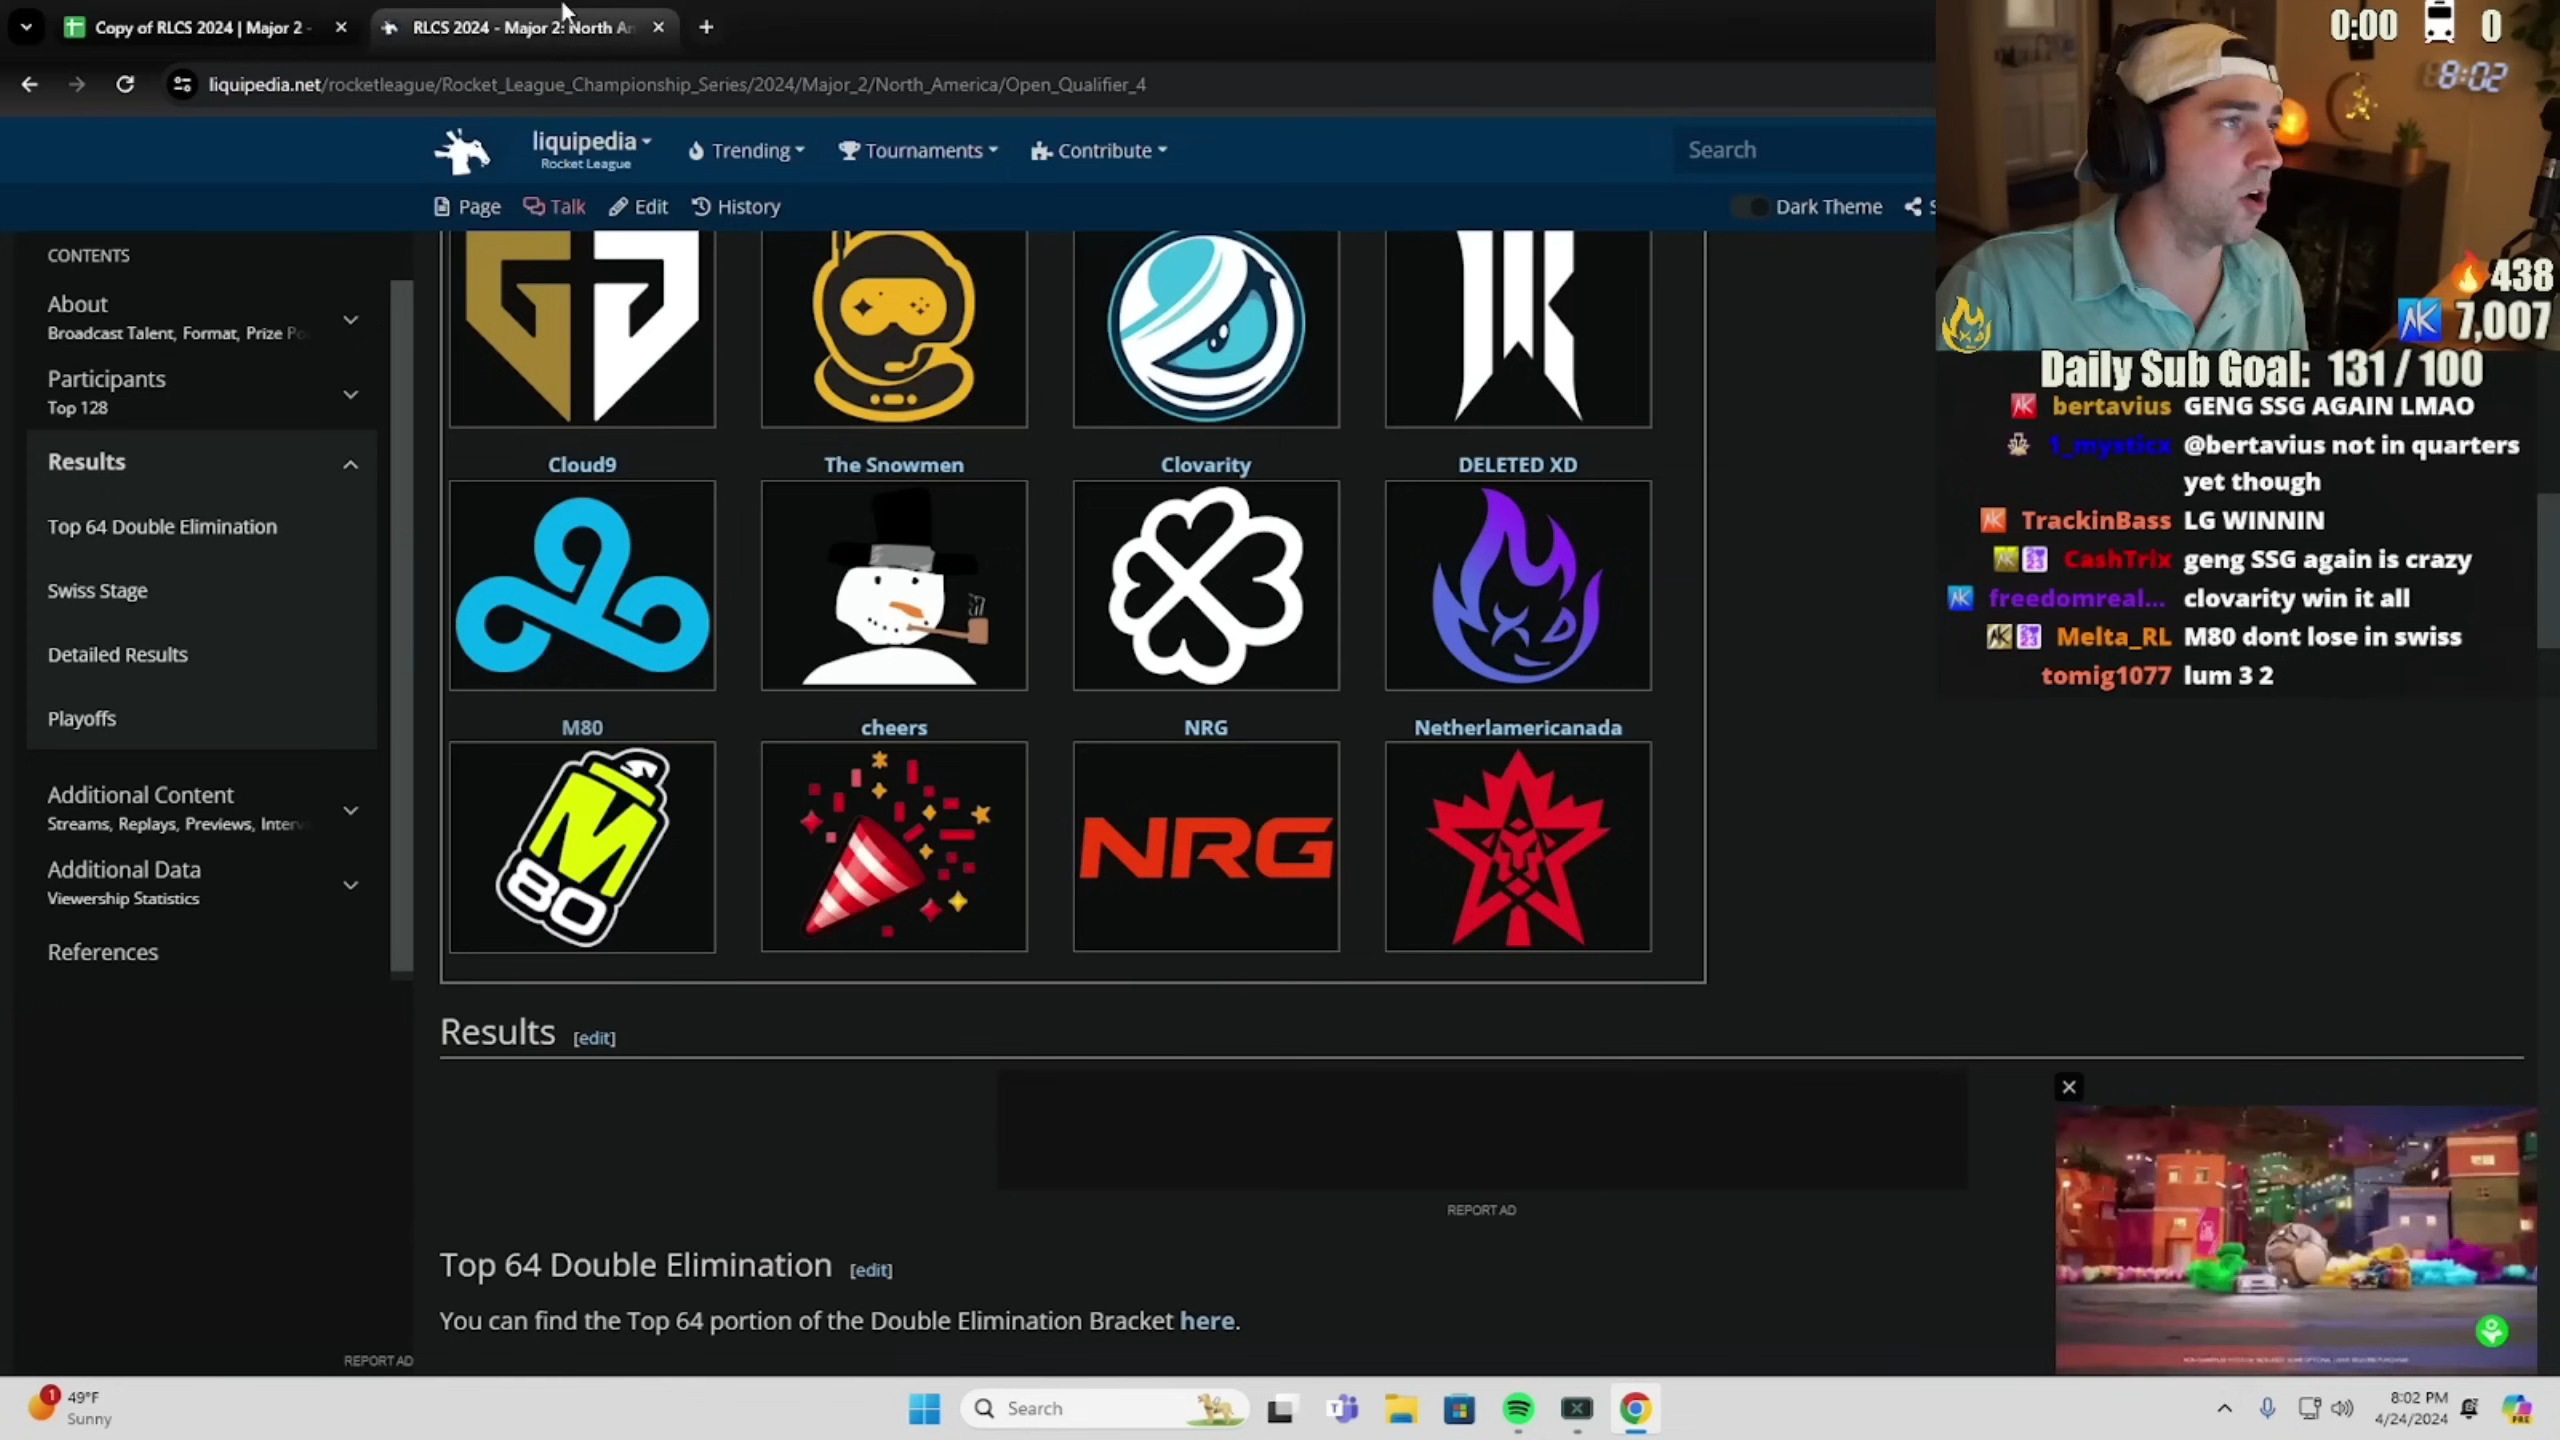 Copy of RLCS 2024 | Major 2 -
RLCS 2024 - Major 2: North An
liquipedia.net/rocketleague/Rocket_League_Championship_Series/2024/Major_2/North_America/Open_Qualifier_4
liquipedia
Rocket League
Trending
Tournaments
Contribute
Search
Page
Talk
Edit
History
Dark Theme
S
CONTENTS
About
Broadcast Talent, Format, Prize Po
Participants
Top 128
Results
Top 64 Double Elimination
Swiss Stage
Detailed Results
Playoffs
Additional Content
Streams, Replays, Previews, Interv
Additional Data
Viewership Statistics
References
REPORT AD
Cloud9
The Snowmen
Clovarity
DELETED XD
M80
cheers
NRG
Netherlamericanada
M
80
NRG
Results [edit]
REPORT AD
Top 64 Double Elimination [edit]
You can find the Top 64 portion of the Double Elimination Bracket here.
0:00 0
8:02
438
AK 7,007
Daily Sub Goal: 131 / 100
bertavius GENG SSG AGAIN LMAO
1_mysticx @bertavius not in quarters
yet though
TrackinBass LG WINNIN
CashTrix geng SSG again is crazy
freedomreal... clovarity win it all
Melta_RL M80 dont lose in swiss
tomig1077 lum 3 2
1
49°F
Sunny
Search
8:02 PM
4/24/2024
PRE